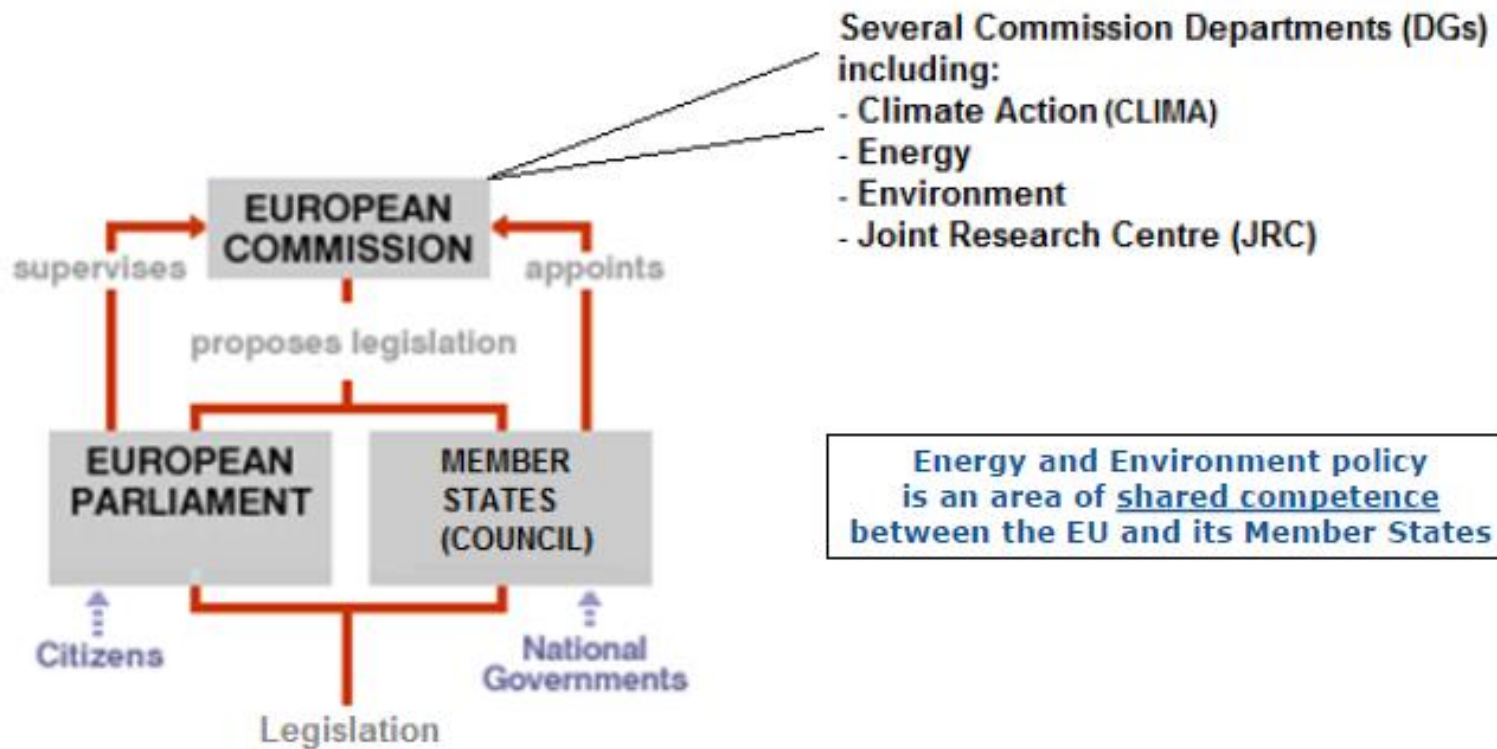 Several Commission Departments (DGs)
including:
- Climate Action (CLIMA)
- Energy
- Environment
- Joint Research Centre (JRC)
EUROPEAN
COMMISSION
supervises
appoints
proposes legislation
EUROPEAN
PARLIAMENT
MEMBER
STATES
(COUNCIL)
Energy and Environment policy
is an area of shared competence
between the EU and its Member States
Citizens
National
Governments
Legislation